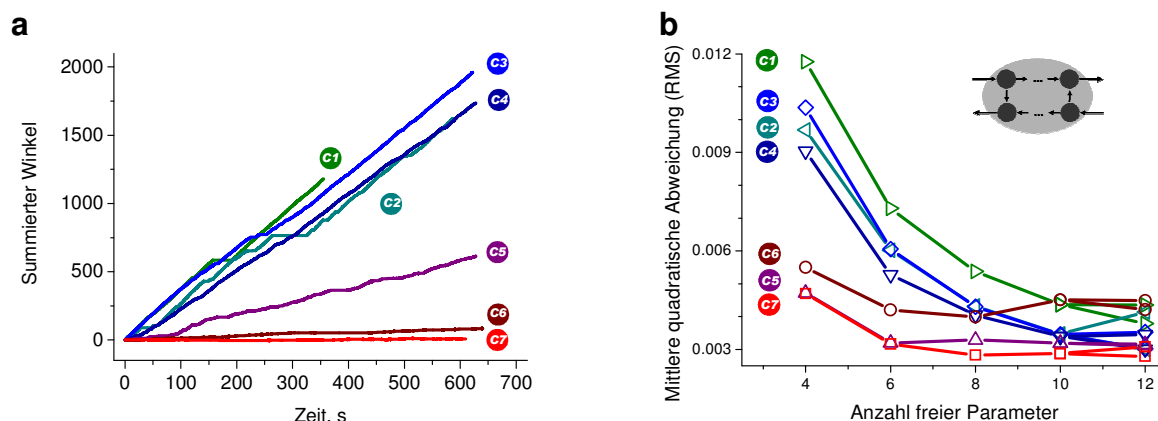 a
Summierter Winkel
2000
1500
1000
500
0
0 100 200 300 400 500 600 700
Zeit, s
C3
C4
C1
C2
C5
C6
C7
b
Mittlere quadratische Abweichung (RMS)
0.012
0.009
0.006
0.003
4 6 8 10 12
Anzahl freier Parameter
C1
C3
C2
C4
C6
C5
C7
... 
...